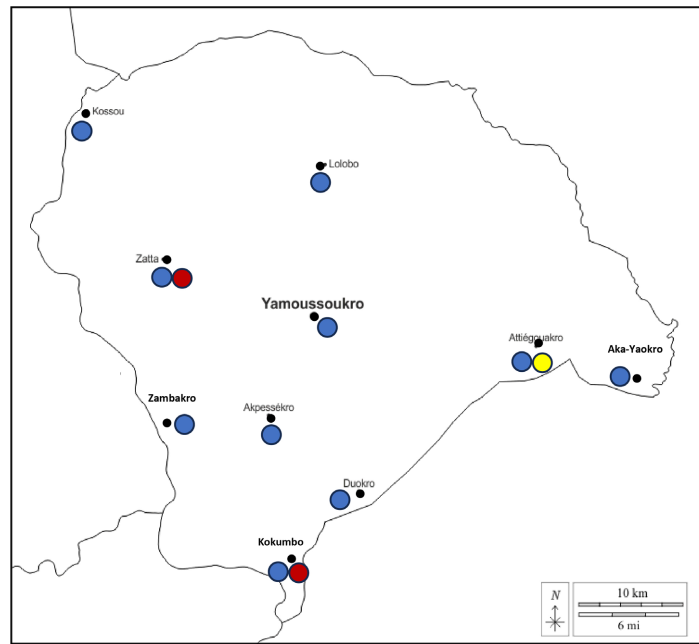 Kossou
Lolobo
Zatta
Yamoussoukro
Attiégouakro
Aka-Yaokro
Zambakro
Akpessékro
Duokro
Kokumbo
N
10 km
6 mi